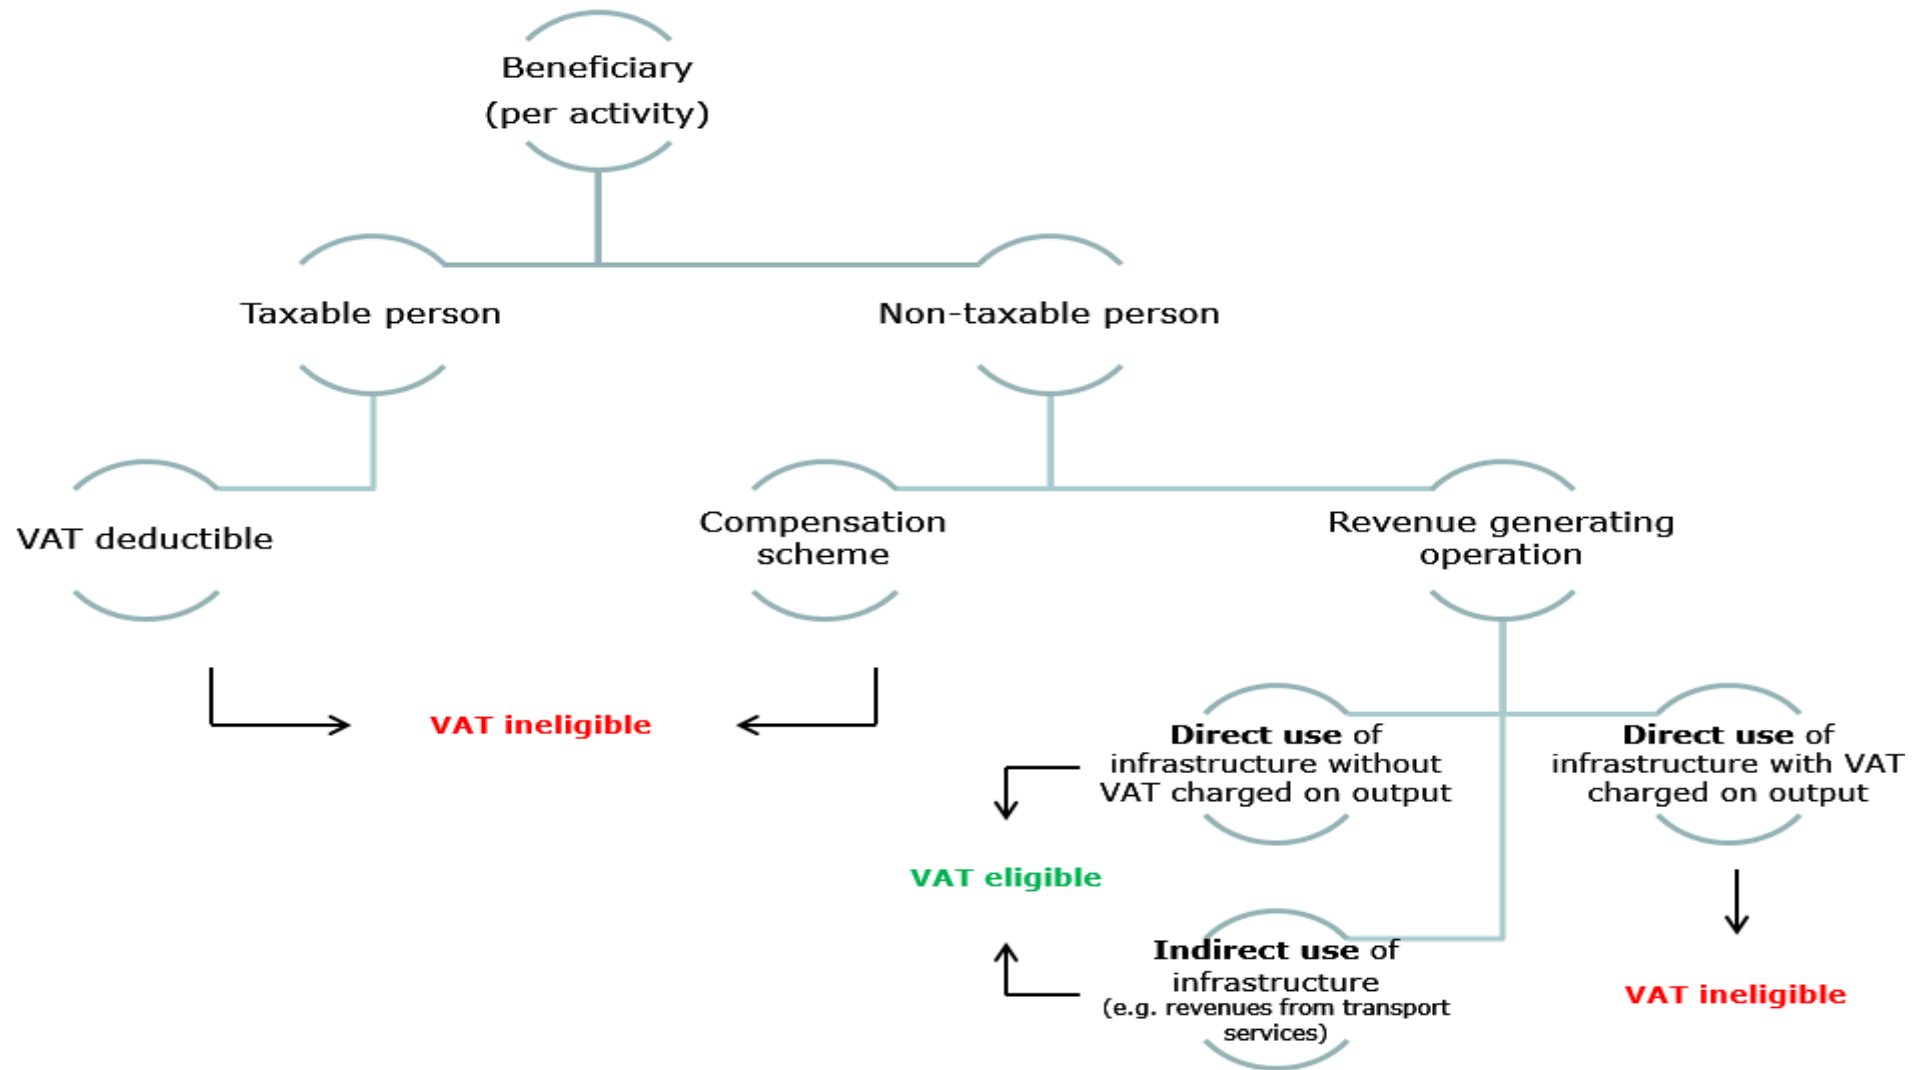 Beneficiary
(per activity)
Taxable person
Non-taxable person
VAT deductible
Compensation
scheme
Revenue generating
operation
VAT ineligible
Direct use of
infrastructure without
VAT charged on output
Direct use of
infrastructure with VAT
charged on output
VAT eligible
Indirect use of
infrastructure
(e.g. revenues from transport
services)
VAT ineligible